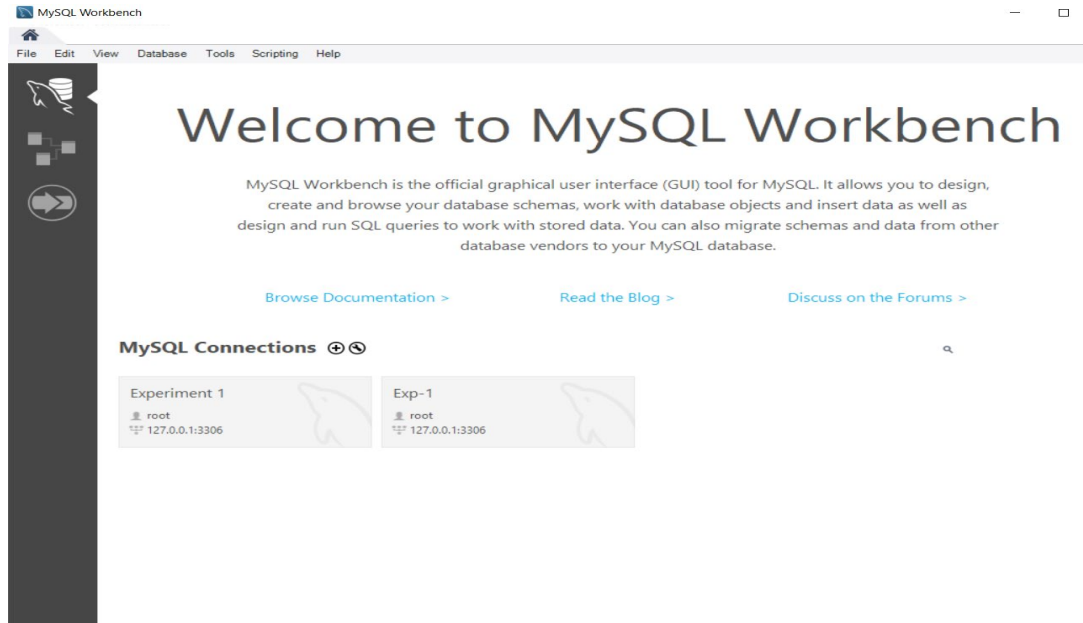 MySQL Workbench
File Edit View Database Tools Scripting Help
Welcome to MySQL Workbench
MySQL Workbench is the official graphical user interface (GUI) tool for MySQL. It allows you to design,
create and browse your database schemas, work with database objects and insert data as well as
design and run SQL queries to work with stored data. You can also migrate schemas and data from other
database vendors to your MySQL database.
Browse Documentation > Read the Blog > Discuss on the Forums >
MySQL Connections
Experiment 1
root
127.0.0.1:3306
Exp-1
root
127.0.0.1:3306